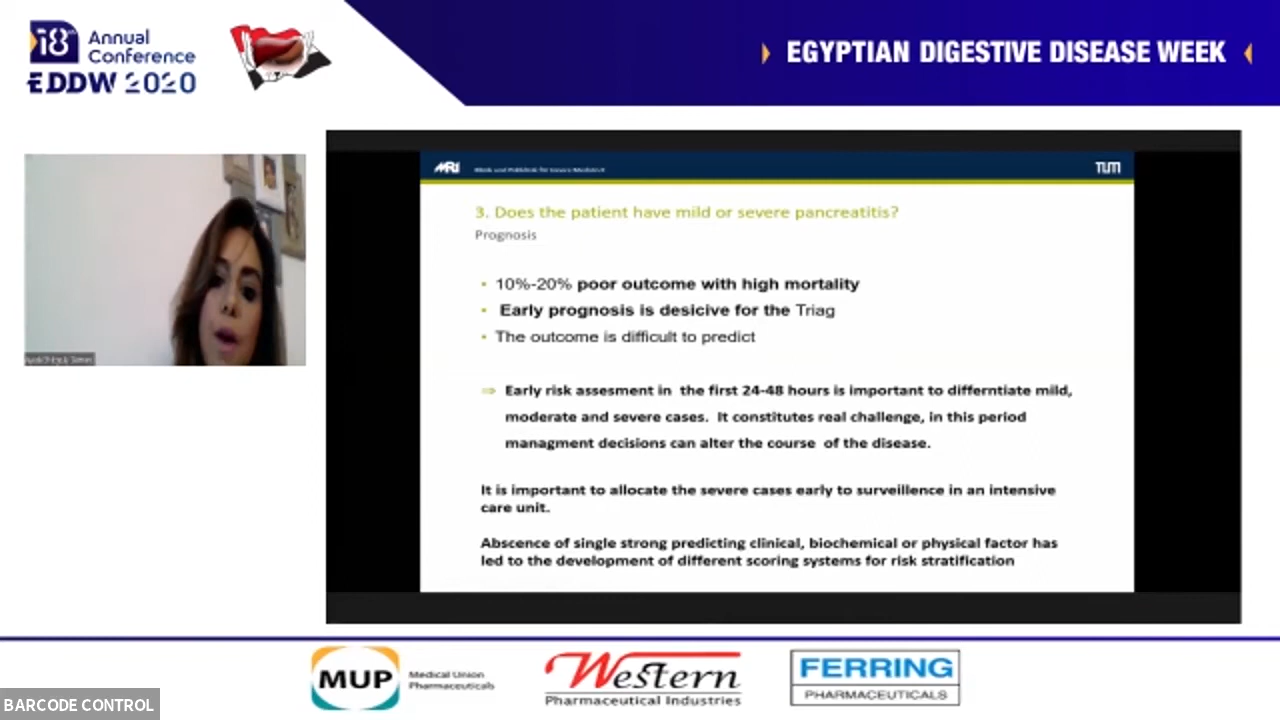 18th Annual
Conference
EDDW 2020
EGYPTIAN DIGESTIVE DISEASE WEEK
MRI
TUM
3. Does the patient have mild or severe pancreatitis?
Prognosis
• 10%-20% poor outcome with high mortality
• Early prognosis is desicive for the Triag
• The outcome is difficult to predict
⇒ Early risk assesment in the first 24-48 hours is important to differntiate mild,
moderate and severe cases. It constitutes real challenge, in this period
managment decisions can alter the course of the disease.
It is important to allocate the severe cases early to surveillence in an intensive
care unit.
Abscence of single strong predicting clinical, biochemical or physical factor has
led to the development of different scoring systems for risk stratification
MUP
Medical Union
Pharmaceuticals
Western
Pharmaceutical Industries
FERRING
PHARMACEUTICALS
BARCODE CONTROL